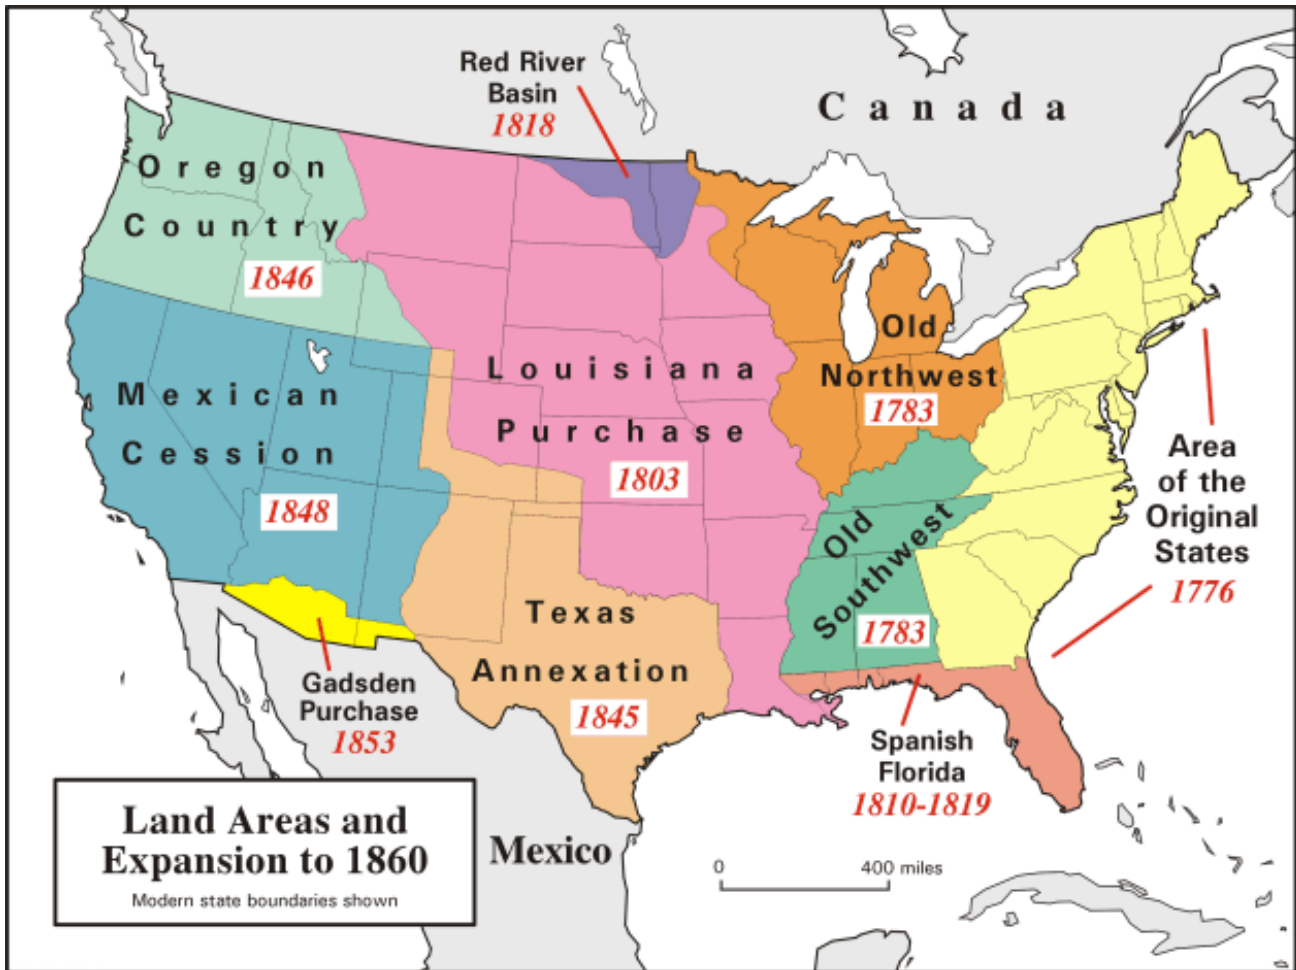 Red River
Basin
1818
Canada
Oregon
Country
1846
Old
Northwest
1783
Louisiana
Purchase
1803
Mexican
Cession
1848
Area
of the
Original
States
1776
Old
Southwest
1783
Texas
Annexation
1845
Gadsden
Purchase
1853
Spanish
Florida
1810-1819
Land Areas and
Expansion to 1860
Modern state boundaries shown
Mexico
0 400 miles